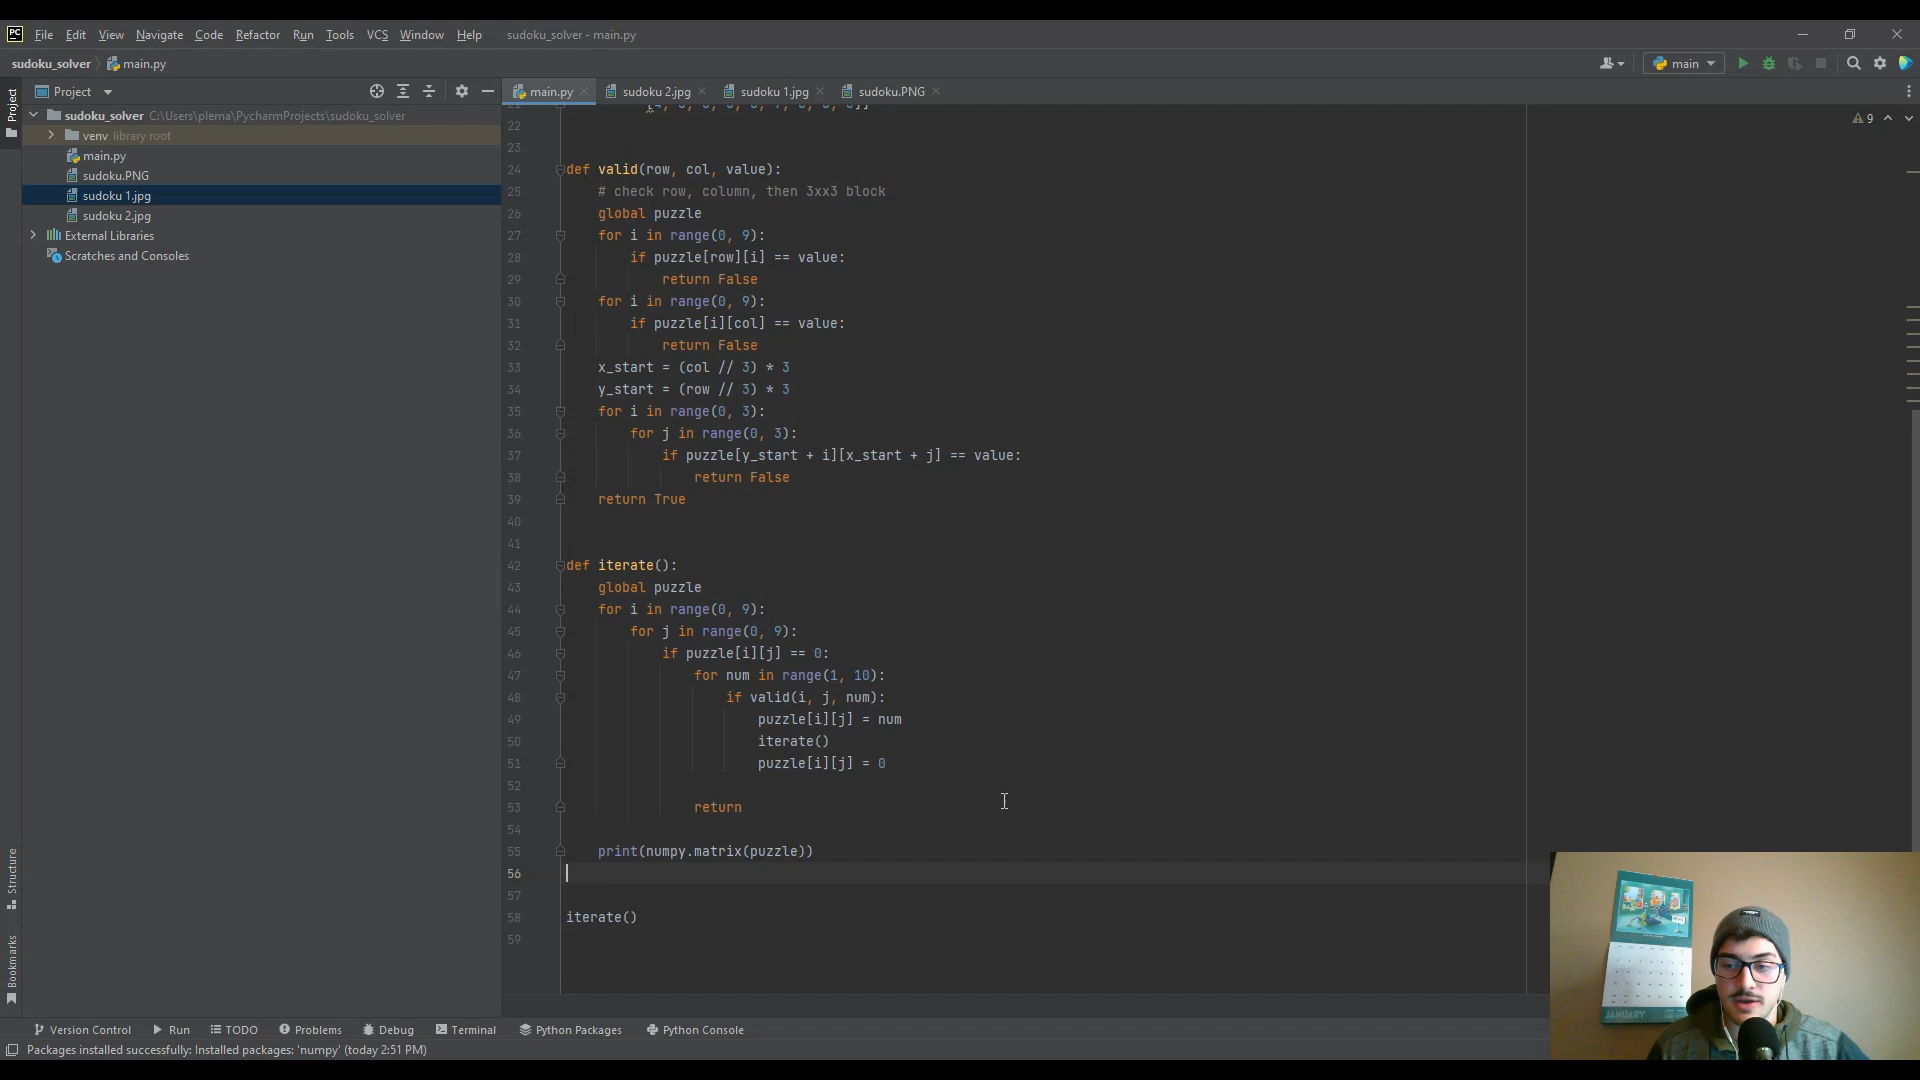 PC File Edit View Navigate Code Refactor Run Tools VCS Window Help sudoku_solver - main.py
sudoku_solver main.py
main
Project
Project
main.py sudoku 2.jpg sudoku 1.jpg sudoku.PNG
sudoku_solver C:\Users\plema\PycharmProjects\sudoku_solver
venv library root
main.py
sudoku.PNG
sudoku 1.jpg
sudoku 2.jpg
External Libraries
Scratches and Consoles
9
22
23
24 def valid(row, col, value):
25 # check row, column, then 3xx3 block
26 global puzzle
27 for i in range(0, 9):
28 if puzzle[row][i] == value:
29 return False
30 for i in range(0, 9):
31 if puzzle[i][col] == value:
32 return False
33 x_start = (col // 3) * 3
34 y_start = (row // 3) * 3
35 for i in range(0, 3):
36 for j in range(0, 3):
37 if puzzle[y_start + i][x_start + j] == value:
38 return False
39 return True
40
41
42 def iterate():
43 global puzzle
44 for i in range(0, 9):
45 for j in range(0, 9):
46 if puzzle[i][j] == 0:
47 for num in range(1, 10):
48 if valid(i, j, num):
49 puzzle[i][j] = num
50 iterate()
51 puzzle[i][j] = 0
52
53 return
54
55 print(numpy.matrix(puzzle))
56
57
58 iterate()
59
Structure
Bookmarks
JANUARY
Version Control Run TODO Problems Debug Terminal Python Packages Python Console
Packages installed successfully: Installed packages: 'numpy' (today 2:51 PM)